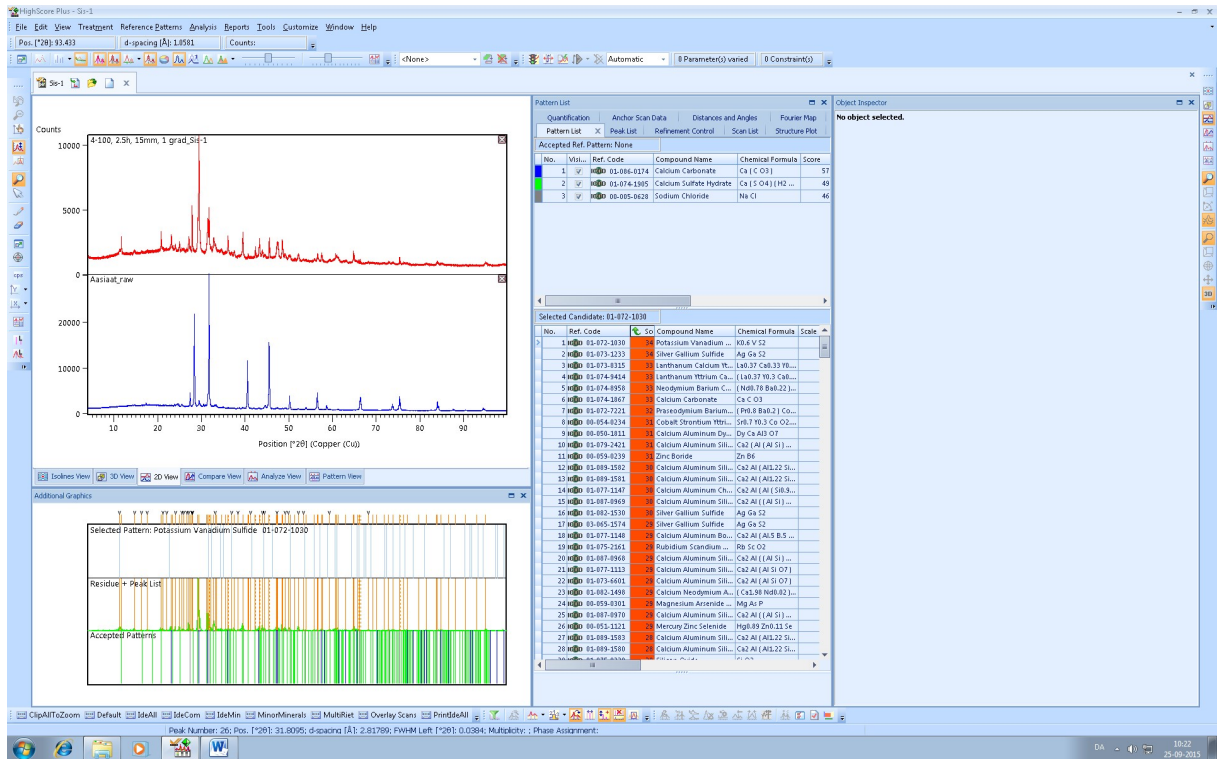 HighScore Plus - Sis-1
File Edit View Treatment Reference Patterns Analysis Reports Tools Customize Window Help
Pos. [°2θ]: 93.433 d-spacing [Å]: 1.0581 Counts:
<None> Automatic 0 Parameter(s) varied 0 Constraint(s)
Sis-1
Counts
4-100, 2.5h, 15mm, 1 grad_Sis-1
10000
5000
0
Aasiaat_raw
20000
10000
0
10 20 30 40 50 60 70 80 90
Position [°2θ] (Copper (Cu))
Isolines View 3D View 2D View Compare View Analyze View Pattern View
Additional Graphics
Selected Pattern: Potassium Vanadium Sulfide 01-072-1030
Residue + Peak List
Accepted Patterns
Pattern List
Quantification Anchor Scan Data Distances and Angles Fourier Map
Pattern List Peak List Refinement Control Scan List Structure Plot
Accepted Ref. Pattern: None
No. Visi... Ref. Code Compound Name Chemical Formula Score
1 01-086-0174 Calcium Carbonate Ca ( C O3 ) 57
2 01-074-1905 Calcium Sulfate Hydrate Ca ( S O4 ) ( H2 ... 49
3 00-005-0628 Sodium Chloride Na Cl 46
Selected Candidate: 01-072-1030
No. Ref. Code So Compound Name Chemical Formula Scale
1 01-072-1030 34 Potassium Vanadium ... K0.6 V S2
2 01-073-1233 34 Silver Gallium Sulfide Ag Ga S2
3 01-073-8315 33 Lanthanum Calcium Yt... La0.37 Ca0.33 Y0....
4 01-074-9414 33 Lanthanum Yttrium Ca... ( La0.37 Y0.3 Ca0....
5 01-074-8958 33 Neodymium Barium C... ( Nd0.78 Ba0.22 )...
6 01-074-1867 33 Calcium Carbonate Ca C O3
7 01-072-7221 32 Praseodymium Barium... ( Pr0.8 Ba0.2 ) Co...
8 00-054-0234 31 Cobalt Strontium Yttri... Sr0.7 Y0.3 Co O2....
9 00-050-1811 31 Calcium Aluminum Dy... Dy Ca Al3 O7
10 01-079-2421 31 Calcium Aluminum Sili... Ca2 ( Al ( Al Si ) ...
11 00-059-0239 31 Zinc Boride Zn B6
12 01-089-1582 30 Calcium Aluminum Sili... Ca2 Al ( Al1.22 Si...
13 01-089-1581 30 Calcium Aluminum Sili... Ca2 Al ( Al1.22 Si...
14 01-077-1147 30 Calcium Aluminum Ch... Ca2 Al ( Al ( Si0.9...
15 01-087-0969 30 Calcium Aluminum Sili... Ca2 Al ( ( Al Si ) ...
16 01-082-1530 30 Silver Gallium Sulfide Ag Ga S2
17 03-065-1574 29 Silver Gallium Sulfide Ag Ga S2
18 01-077-1148 29 Calcium Aluminum Bo... Ca2 Al ( Al.5 B.5 ...
19 01-075-2161 29 Rubidium Scandium ... Rb Sc O2
20 01-087-0968 29 Calcium Aluminum Sili... Ca2 Al ( ( Al Si ) ...
21 01-077-1113 29 Calcium Aluminum Sili... Ca2 Al ( Al Si O7 )
22 01-073-6601 29 Calcium Aluminum Sili... Ca2 Al ( Al Si O7 )
23 01-082-1498 29 Calcium Neodymium A... ( Ca1.98 Nd0.02 )...
24 00-059-0301 29 Magnesium Arsenide ... Mg As P
25 01-087-0970 29 Calcium Aluminum Sili... Ca2 Al ( ( Al Si ) ...
26 00-051-1121 29 Mercury Zinc Selenide Hg0.89 Zn0.11 Se
27 01-089-1583 28 Calcium Aluminum Sili... Ca2 Al ( Al1.22 Si...
28 01-089-1580 29 Calcium Aluminum Sili... Ca2 Al ( Al1.22 Si...
Object Inspector
No object selected.
ClipAllToZoom Default IdeAll IdeCom IdeMin MinorMinerals MultiRiet Overlay Scans PrintIdeAll
Peak Number: 26; Pos. [°2θ]: 31.8095; d-spacing [Å]: 2.81789; FWHM Left [°2θ]: 0.0384; Multiplicity: ; Phase Assignment:
DA 10:22
25-09-2015